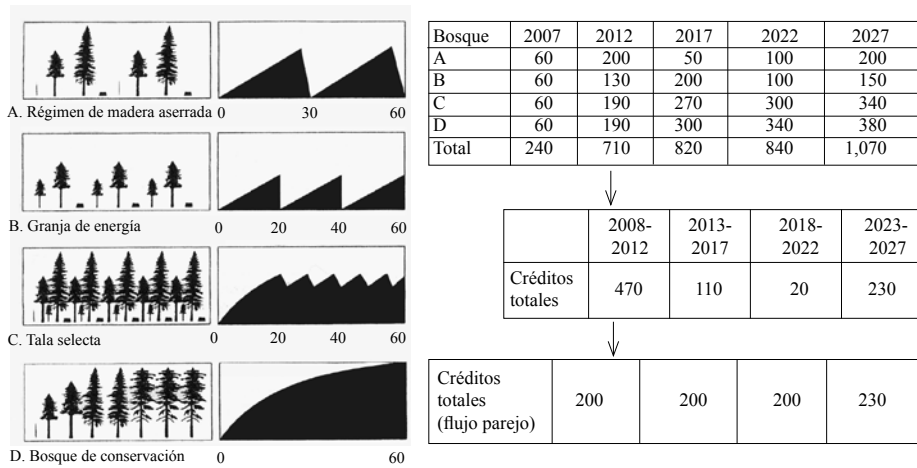 A. Régimen de madera aserrada
0 30 60
B. Granja de energía
0 20 40 60
C. Tala selecta
0 20 40 60
D. Bosque de conservación
0 60
Bosque 2007 2012 2017 2022 2027
A 60 200 50 100 200
B 60 130 200 100 150
C 60 190 270 300 340
D 60 190 300 340 380
Total 240 710 820 840 1,070
2008- 2013- 2018- 2023-
2012 2017 2022 2027
Créditos
totales 470 110 20 230
Créditos
totales
(flujo parejo) 200 200 200 230